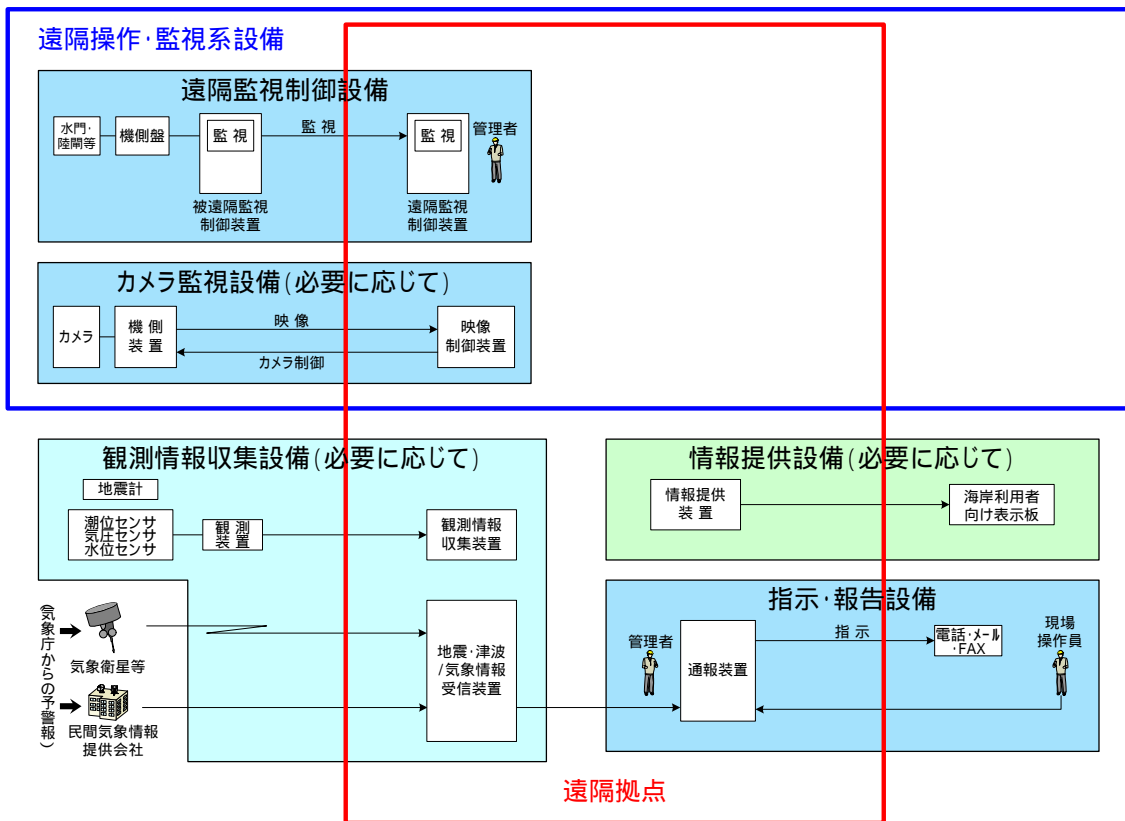 遠隔操作・監視系設備
遠隔監視制御設備
水門・
陸閘等
機側盤
監 視
監 視
監 視
管理者
被遠隔監視
制御装置
遠隔監視
制御装置
カメラ監視設備(必要に応じて)
カメラ
機 側
装 置
映 像
カメラ制御
映像
制御装置
観測情報収集設備(必要に応じて)
地震計
潮位センサ
気圧センサ
水位センサ
観 測
装 置
観測情報
収集装置
(気象庁からの予警報)
気象衛星等
民間気象情報
提供会社
地震・津波
/気象情報
受信装置
情報提供設備(必要に応じて)
情報提供
装 置
海岸利用者
向け表示板
指示・報告設備
管理者
通報装置
指 示
電話・メール
・FAX
現場
操作員
遠隔拠点